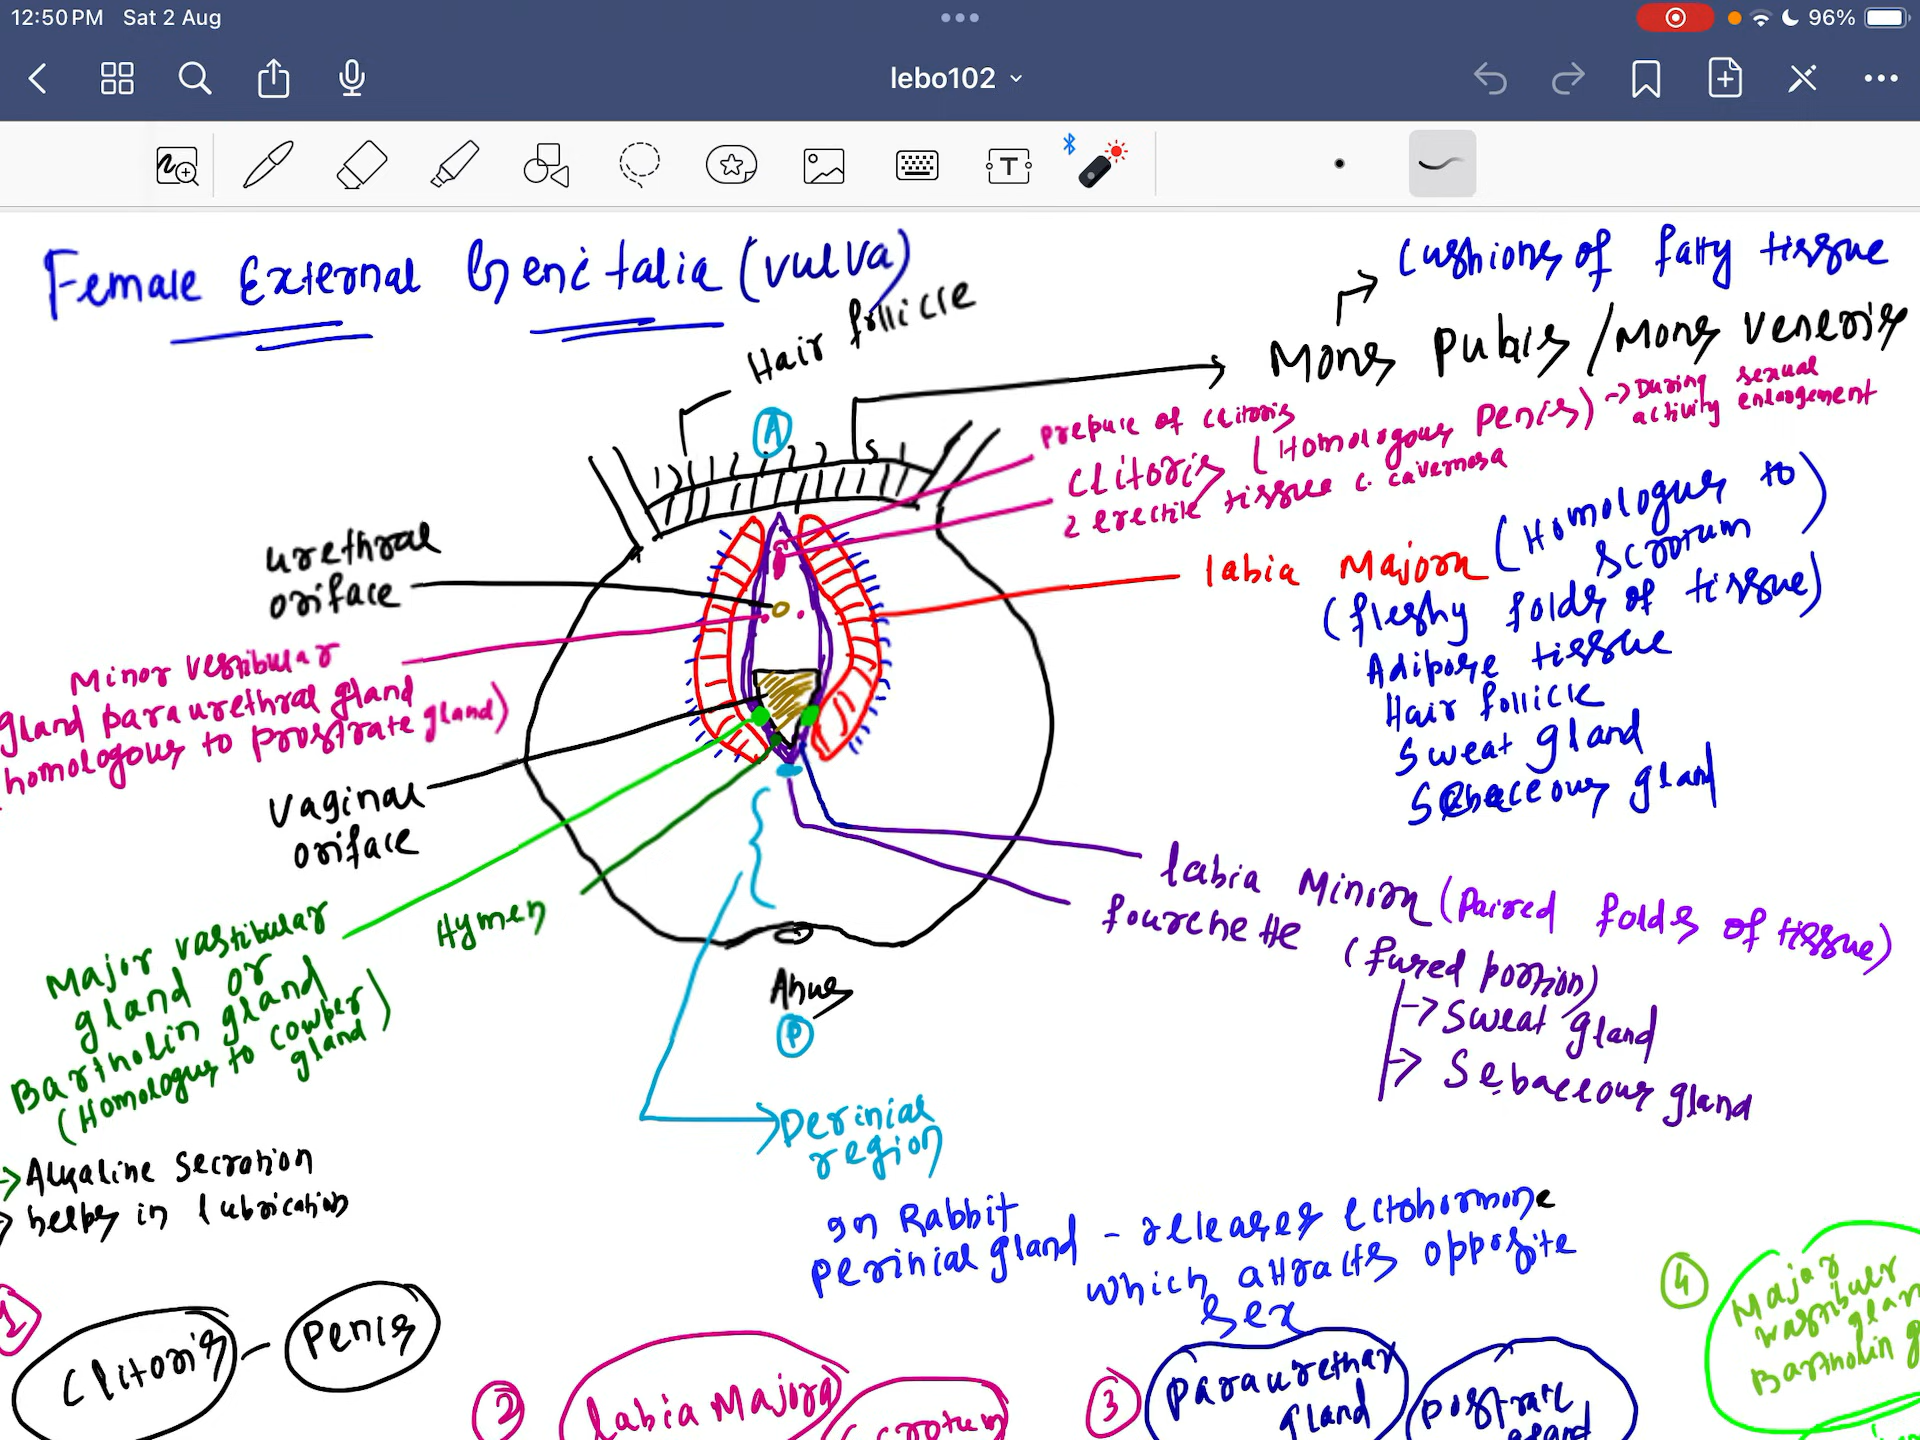 12:50 PM Sat 2 Aug
96%
lebo102
Female External Genitalia (vulva)
Hair follicle
Cushions of fatty tissue
Mons Pubis / Mons Veneris
A
prepuce of clitoris
Clitoris (Homologous Penis) → During sexual
activity enlargement
2 erectile tissue c. cavernosa
urethral
oriface
labia Majora (Homologus to
scrotum)
(fleshy folds of tissue)
Adipose tissue
Hair follicle
Sweat gland
Sebaceous gland
Minor vestibular
gland paraurethral gland
homologous to prostrate gland)
Vaginal
oriface
labia Minora (Paired folds of tissue)
fourchette (fused portion)
→ Sweat gland
→ Sebaceous gland
Hymen
Major vastibular
gland or
Bartholin gland
(Homologus to cowper
gland)
Anus
P
→ Alkaline Secration
→ helps in lubrication
Perinial
region
In Rabbit
perinial gland - releases ectohormone
which attracts opposite
sex
1
Clitoris - Penis
2
labia Majora
3
Paraurethral
gland
postrate
4
Major
Bartholin